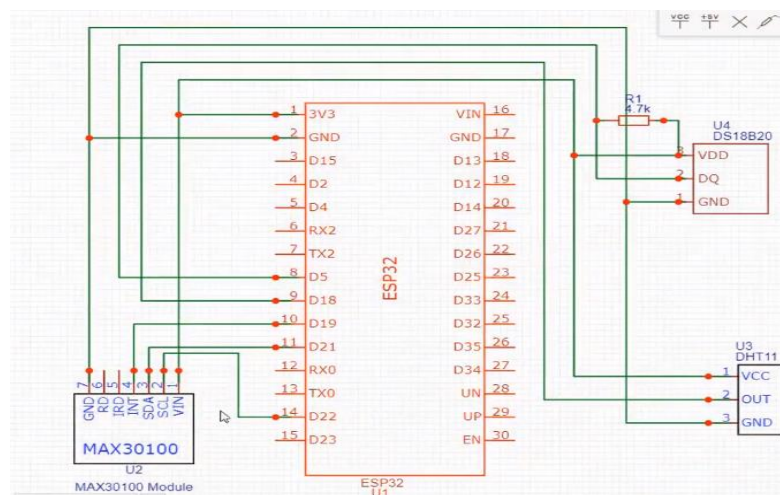 VCC +5V
R1
4.7k
U4
DS18B20
3 VDD
2 DQ
1 GND
1 3V3 VIN 16
2 GND GND 17
3 D15 D13 18
4 D2 D12 19
5 D4 D14 20
6 RX2 D27 21
7 TX2 D26 22
8 D5 D25 23
9 D18 D33 24
10 D19 D32 25
11 D21 D35 26
12 RX0 D34 27
13 TX0 UN 28
14 D22 UP 29
15 D23 EN 30
ESP32
ESP32
U1
U3
DHT11
1 VCC
2 OUT
3 GND
7 6 5 4 3 2 1
GND RD IRD INT SDA SCL VIN
MAX30100
U2
MAX30100 Module